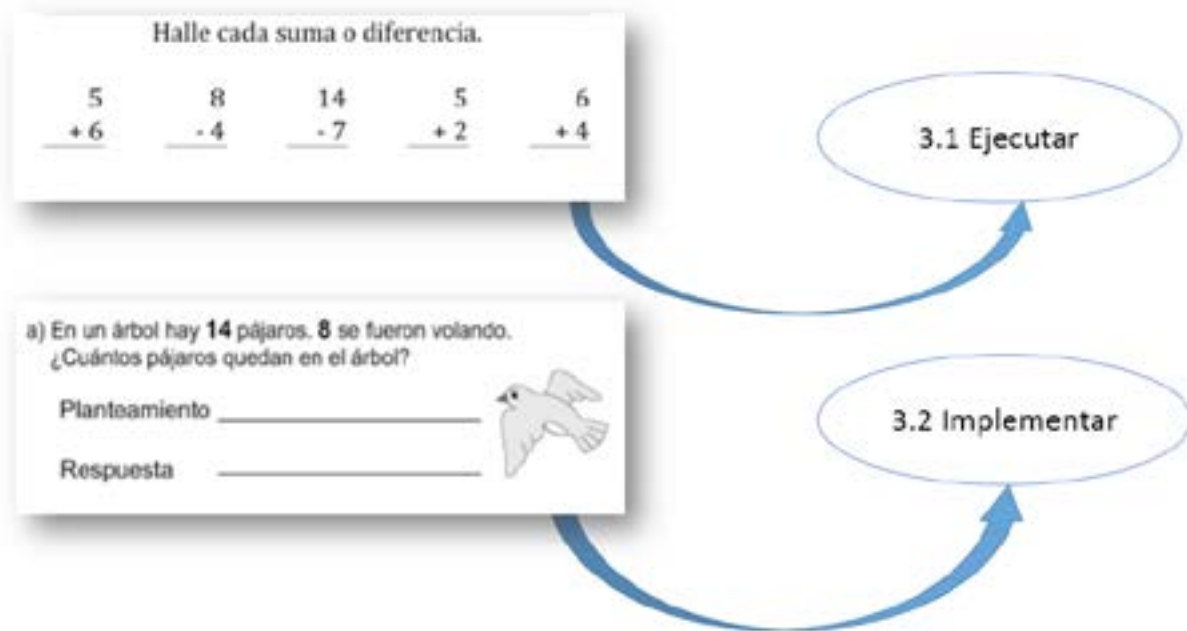 Halle cada suma o diferencia.
5 8 14 5 6
+ 6 - 4 - 7 + 2 + 4
3.1 Ejecutar
a) En un árbol hay 14 pájaros. 8 se fueron volando.
¿Cuántos pájaros quedan en el árbol?
Planteamiento
Respuesta
3.2 Implementar